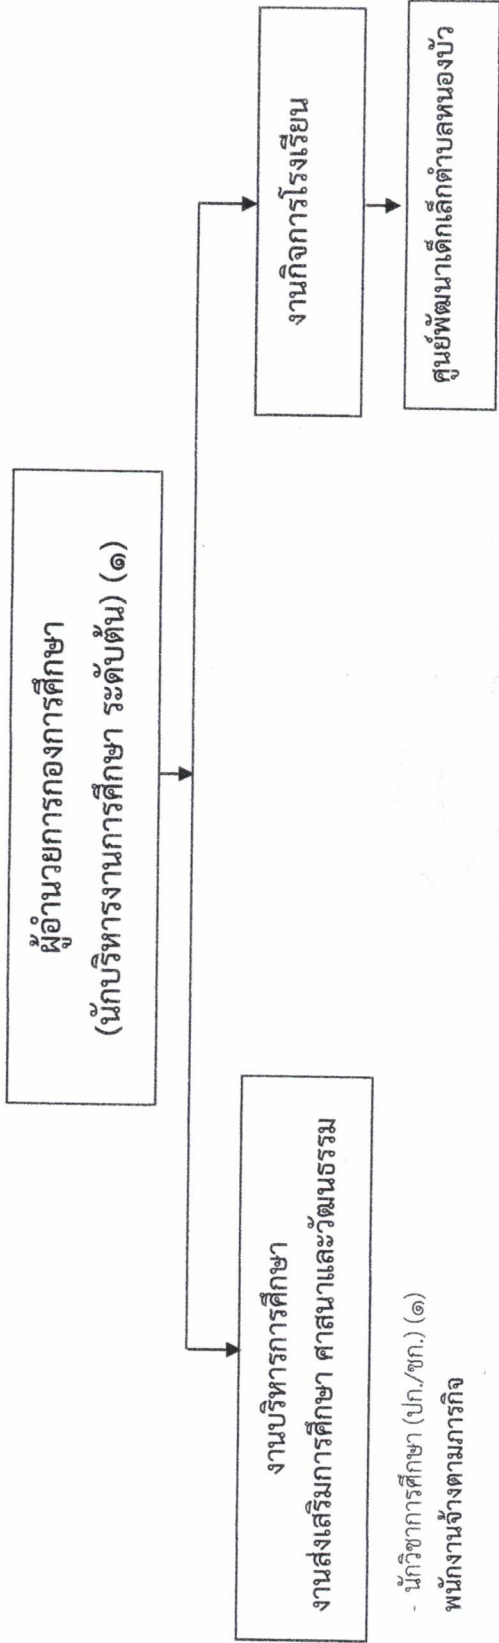 ผู้อำนวยการกองการศึกษา
(นักบริหารงานการศึกษา ระดับต้น) (๑)
งานบริหารการศึกษา
งานส่งเสริมการศึกษา ศาสนาและวัฒนธรรม
- นักวิชาการศึกษา (ปก./ชก.) (๑)
พนักงานจ้างตามภารกิจ
งานกิจการโรงเรียน
ศูนย์พัฒนาเด็กเล็กตำบลหนองบัว